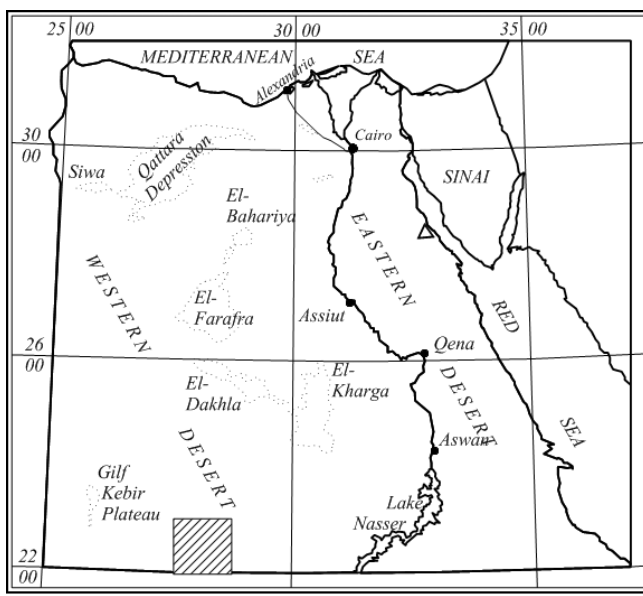 25 00
30 00
35 00
MEDITERRANEAN SEA
Alexandria
30
00
Cairo
Siwa
Qattara
Depression
SINAI
El-
Bahariya
EASTERN
WESTERN
El-
Farafra
Assiut
RED
26
00
Qena
El-
Dakhla
El-
Kharga
DESERT
DESERT
Aswan
SEA
Gilf
Kebir
Plateau
Lake
Nasser
22
00